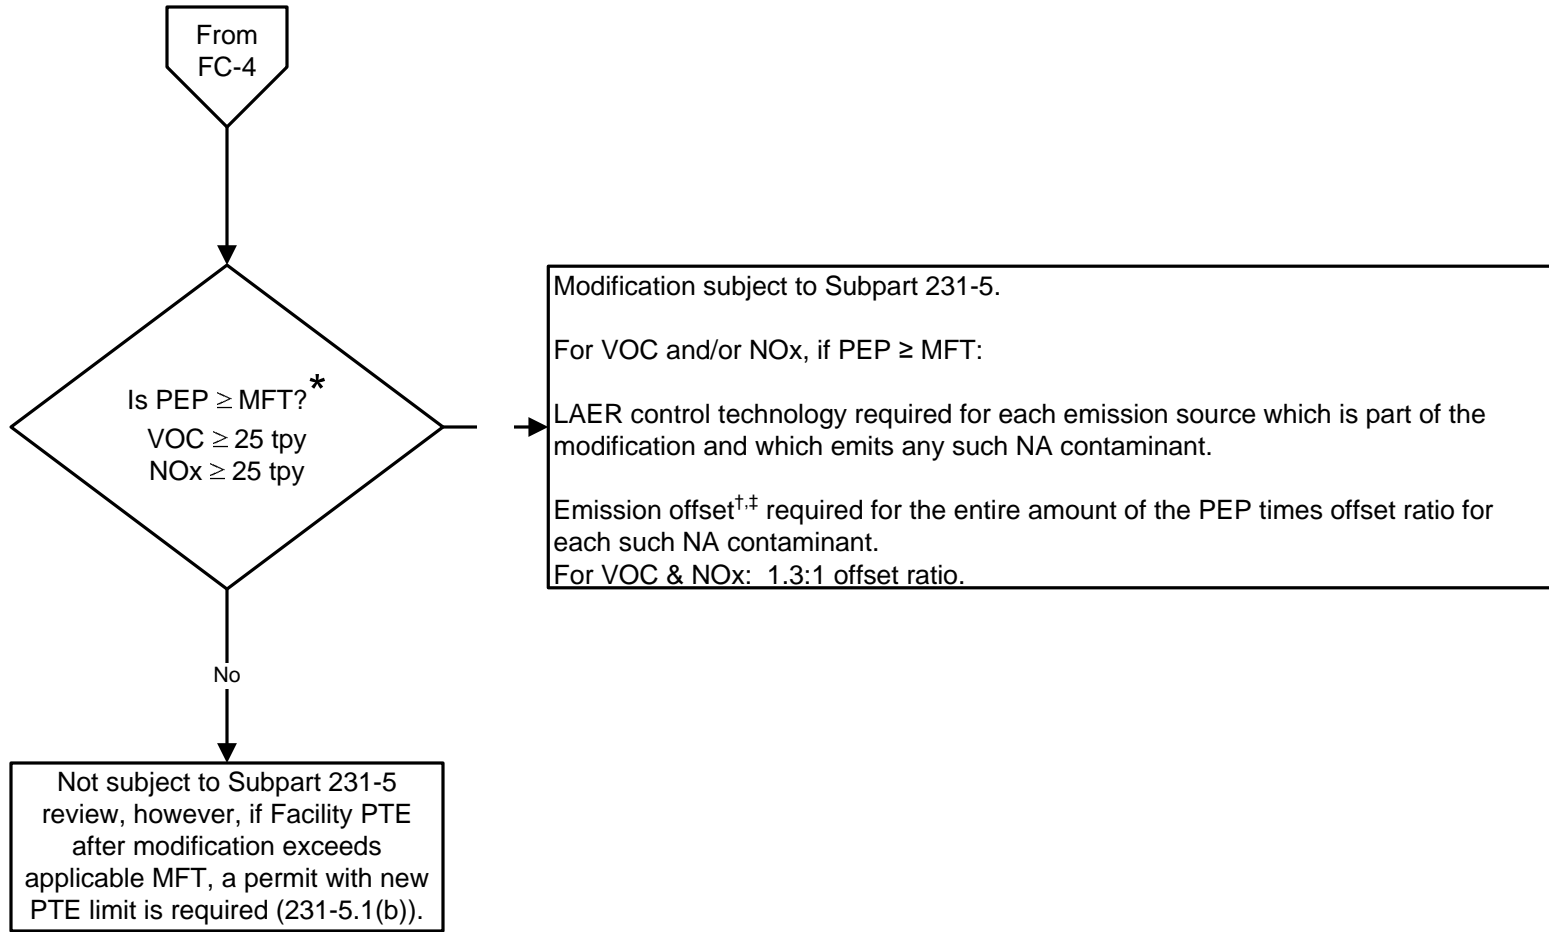 From
FC-4
Is PEP ≥ MFT?*
VOC ≥ 25 tpy
NOx ≥ 25 tpy
Modification subject to Subpart 231-5.
For VOC and/or NOx, if PEP ≥ MFT:
LAER control technology required for each emission source which is part of the
modification and which emits any such NA contaminant.
Emission offset†,‡ required for the entire amount of the PEP times offset ratio for
each such NA contaminant.
For VOC & NOx: 1.3:1 offset ratio.
No
Not subject to Subpart 231-5
review, however, if Facility PTE
after modification exceeds
applicable MFT, a permit with new
PTE limit is required (231-5.1(b)).